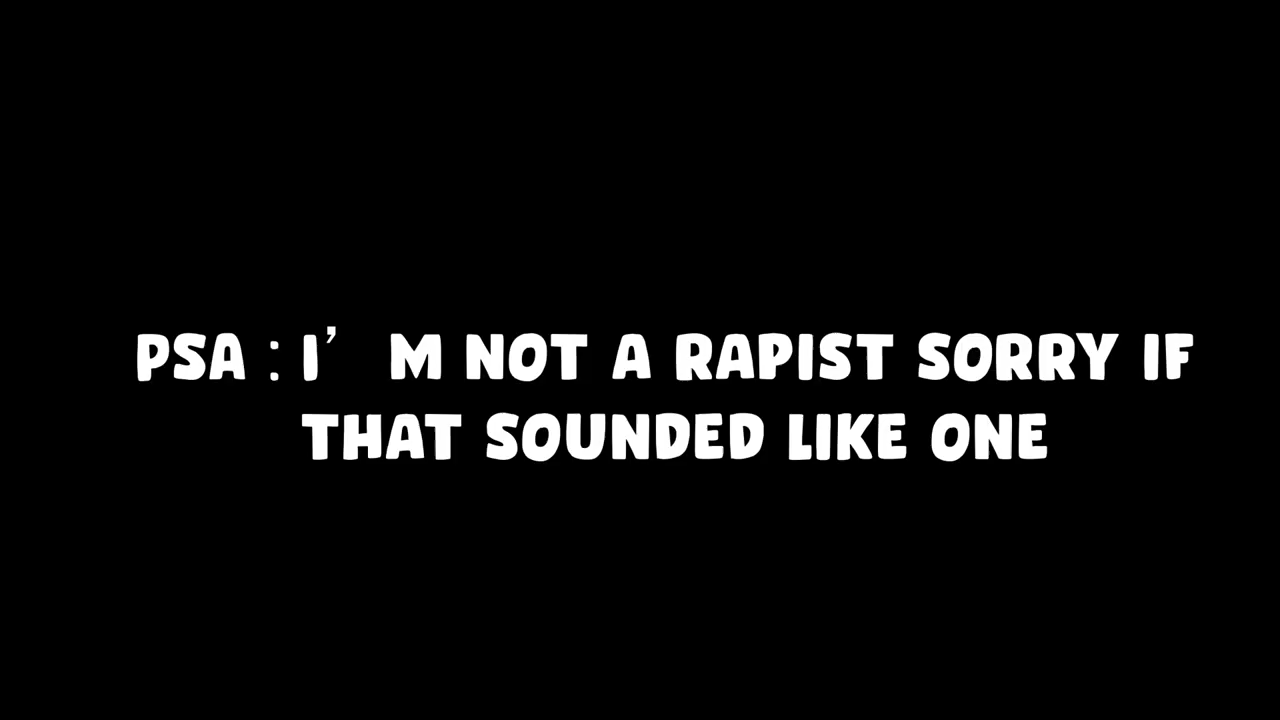 PSA : I’ M NOT A RAPIST SORRY IF
THAT SOUNDED LIKE ONE